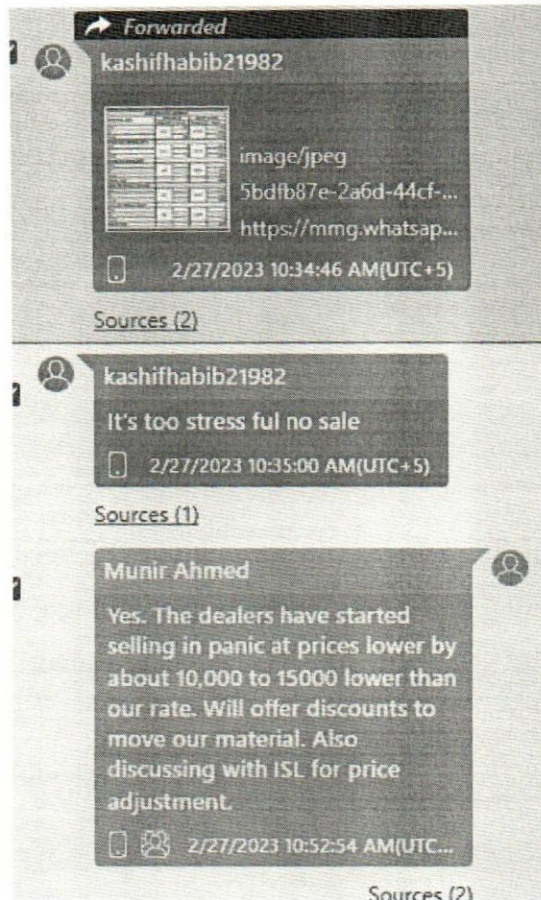 Forwarded
kashifhabib21982
image/jpeg
5bdfb87e-2a6d-44cf-...
https://mmg.whatsap...
2/27/2023 10:34:46 AM(UTC+5)
Sources (2)
kashifhabib21982
It's too stress ful no sale
2/27/2023 10:35:00 AM(UTC+5)
Sources (1)
Munir Ahmed
Yes. The dealers have started
selling in panic at prices lower by
about 10,000 to 15000 lower than
our rate. Will offer discounts to
move our material. Also
discussing with ISL for price
adjustment.
2/27/2023 10:52:54 AM(UTC...
Sources (2)